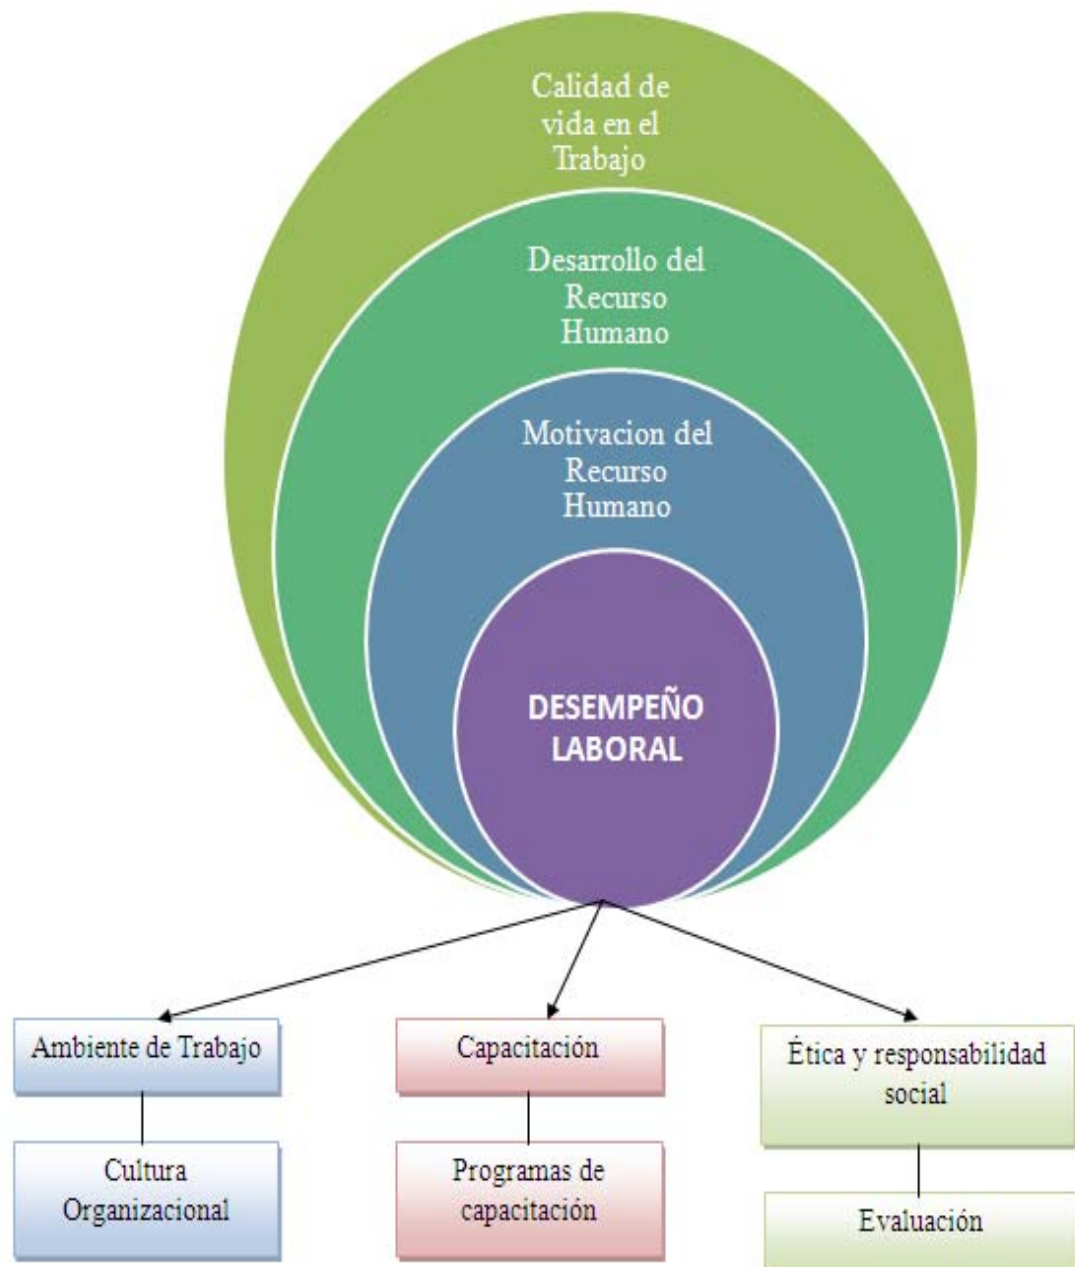 Calidad de
vida en el
Trabajo
Desarrollo del
Recurso
Humano
Motivacion del
Recurso
Humano
DESEMPEÑO
LABORAL
Ambiente de Trabajo
Capacitación
Ética y responsabilidad
social
Cultura
Organizacional
Programas de
capacitación
Evaluación